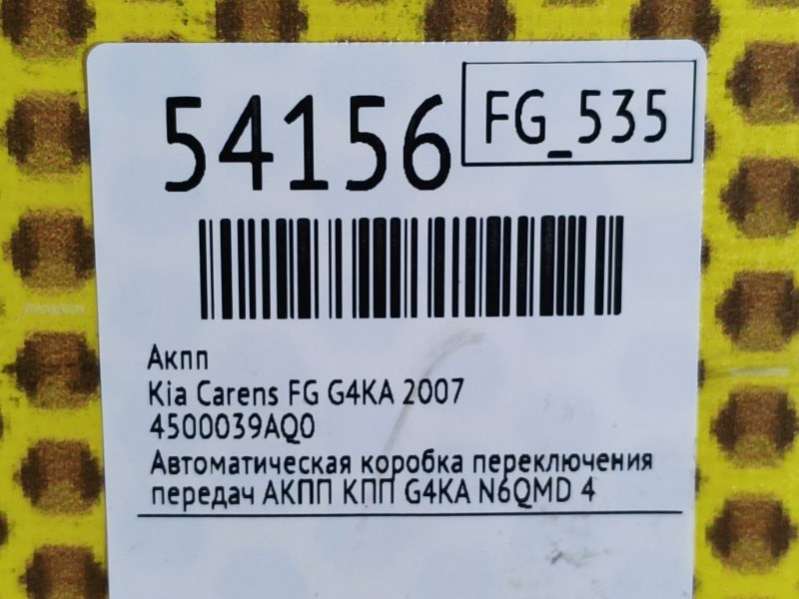 54156
FG_535
Акпп
Kia Carens FG G4KA 2007
4500039AQ0
Автоматическая коробка переключения
передач АКПП КПП G4KA N6QMD 4